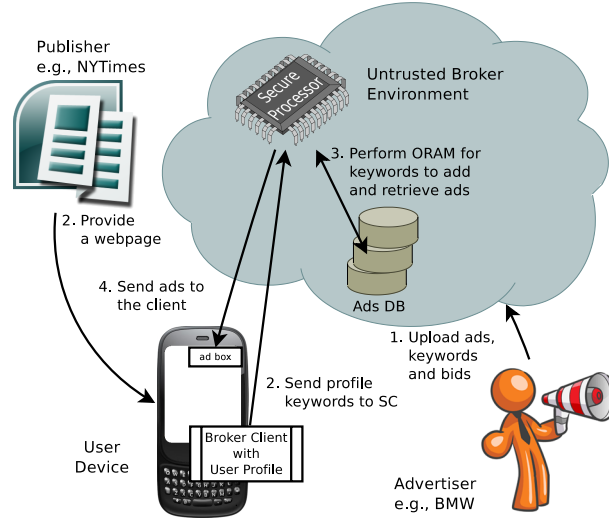 Publisher
e.g., NYTimes
Secure
Processor
Untrusted Broker
Environment
3. Perform ORAM for
keywords to add
and retrieve ads
2. Provide
a webpage
4. Send ads to
the client
Ads DB
1. Upload ads,
keywords
and bids
ad box
2. Send profile
keywords to SC
Broker Client
with
User Profile
User
Device
Advertiser
e.g., BMW